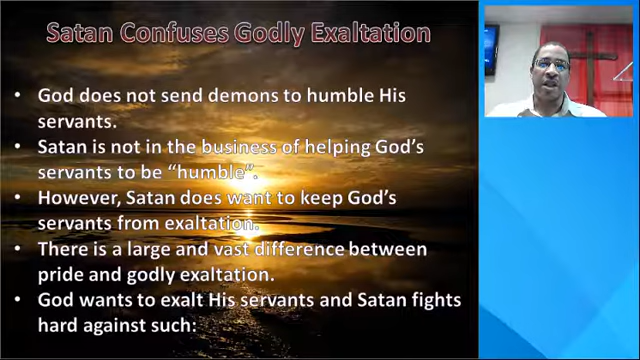 Satan Confuses Godly Exaltation
• God does not send demons to humble His
servants.
• Satan is not in the business of helping God’s
servants to be “humble”.
• However, Satan does want to keep God’s
servants from exaltation.
• There is a large and vast difference between
pride and godly exaltation.
• God wants to exalt His servants and Satan fights
hard against such: